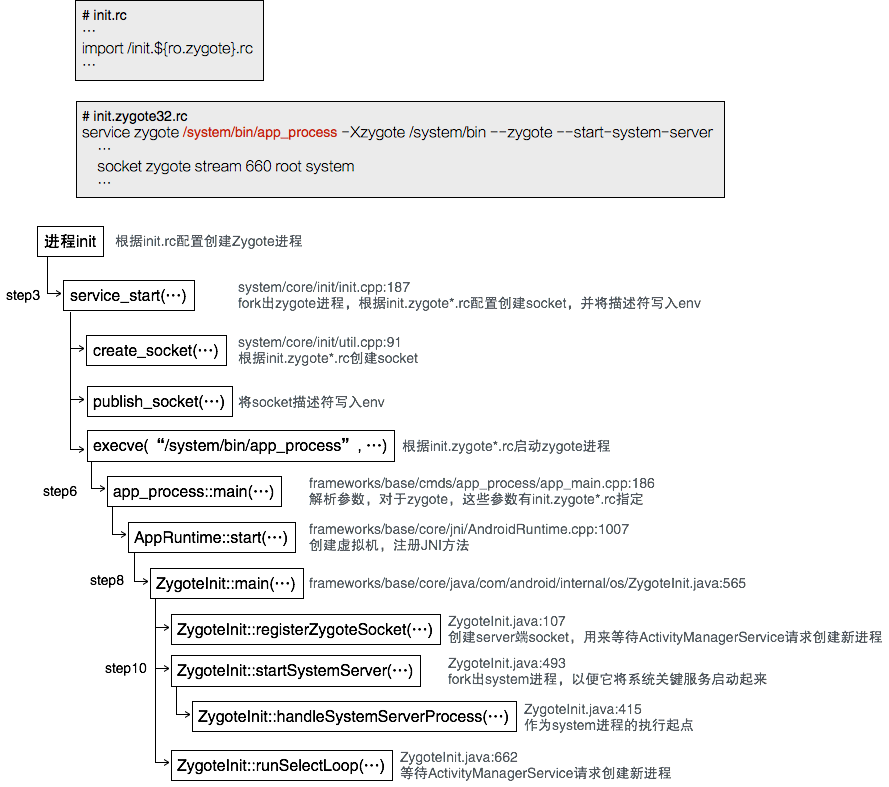 # init.rc
…
import /init.${ro.zygote}.rc
…
# init.zygote32.rc
service zygote /system/bin/app_process -Xzygote /system/bin --zygote --start-system-server
…
socket zygote stream 660 root system
…
进程init
根据init.rc配置创建Zygote进程
step3
service_start(…)
system/core/init/init.cpp:187
fork出zygote进程，根据init.zygote*.rc配置创建socket，并将描述符写入env
create_socket(…)
system/core/init/util.cpp:91
根据init.zygote*.rc创建socket
publish_socket(…)
将socket描述符写入env
execve(“/system/bin/app_process”, …)
根据init.zygote*.rc启动zygote进程
step6
app_process::main(…)
frameworks/base/cmds/app_process/app_main.cpp:186
解析参数，对于zygote，这些参数有init.zygote*.rc指定
AppRuntime::start(…)
frameworks/base/core/jni/AndroidRuntime.cpp:1007
创建虚拟机，注册JNI方法
step8
ZygoteInit::main(…)
frameworks/base/core/java/com/android/internal/os/ZygoteInit.java:565
ZygoteInit::registerZygoteSocket(…)
ZygoteInit.java:107
创建server端socket，用来等待ActivityManagerService请求创建新进程
step10
ZygoteInit::startSystemServer(…)
ZygoteInit.java:493
fork出system进程，以便它将系统关键服务启动起来
ZygoteInit::handleSystemServerProcess(…)
ZygoteInit.java:415
作为system进程的执行起点
ZygoteInit::runSelectLoop(…)
ZygoteInit.java:662
等待ActivityManagerService请求创建新进程